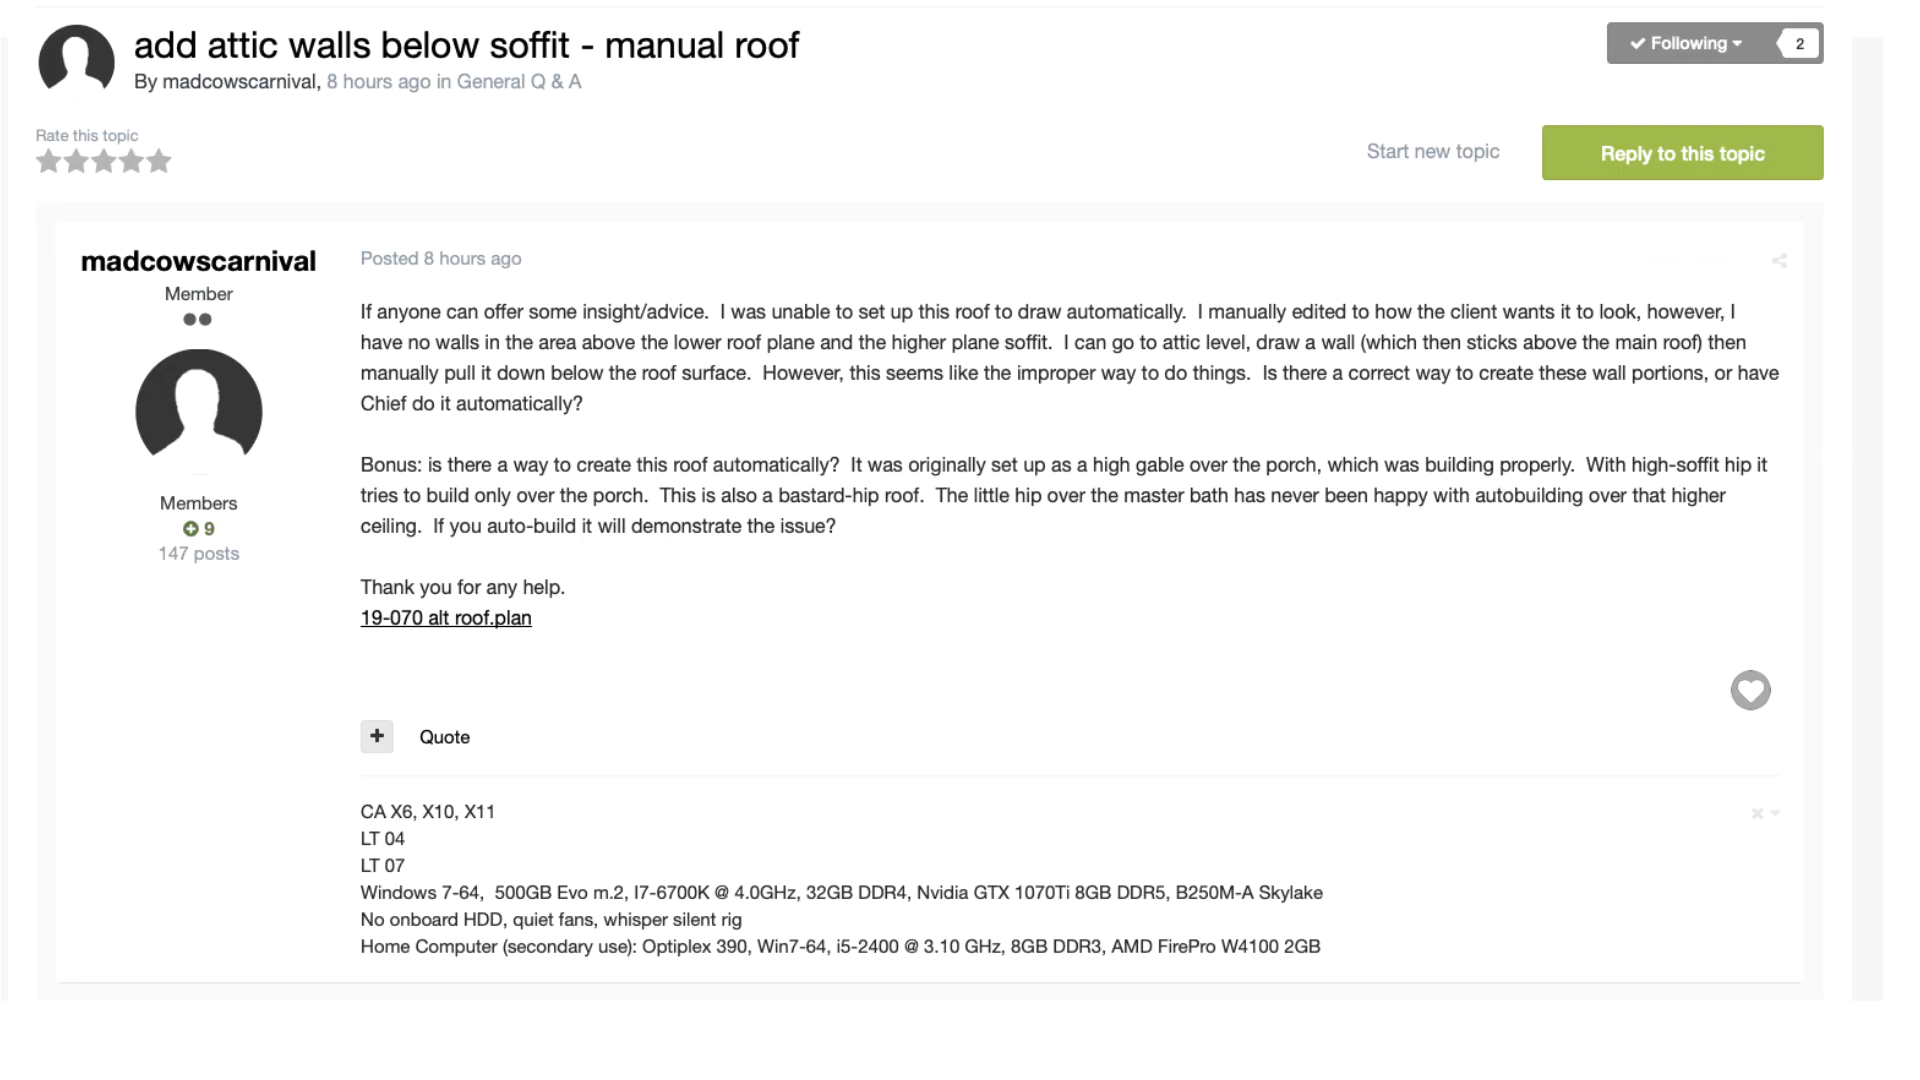 add attic walls below soffit - manual roof
By madcowscarnival, 8 hours ago in General Q & A
Following
2
Rate this topic
Start new topic
Reply to this topic
madcowscarnival
Member
Members
9
147 posts
Posted 8 hours ago
If anyone can offer some insight/advice.  I was unable to set up this roof to draw automatically.  I manually edited to how the client wants it to look, however, I
have no walls in the area above the lower roof plane and the higher plane soffit.  I can go to attic level, draw a wall (which then sticks above the main roof) then
manually pull it down below the roof surface.  However, this seems like the improper way to do things.  Is there a correct way to create these wall portions, or have
Chief do it automatically?
Bonus: is there a way to create this roof automatically?  It was originally set up as a high gable over the porch, which was building properly.  With high-soffit hip it
tries to build only over the porch.  This is also a bastard-hip roof.  The little hip over the master bath has never been happy with autobuilding over that higher
ceiling.  If you auto-build it will demonstrate the issue?
Thank you for any help.
19-070 alt roof.plan
+ Quote
CA X6, X10, X11
LT 04
LT 07
Windows 7-64,  500GB Evo m.2, I7-6700K @ 4.0GHz, 32GB DDR4, Nvidia GTX 1070Ti 8GB DDR5, B250M-A Skylake
No onboard HDD, quiet fans, whisper silent rig
Home Computer (secondary use): Optiplex 390, Win7-64, i5-2400 @ 3.10 GHz, 8GB DDR3, AMD FirePro W4100 2GB